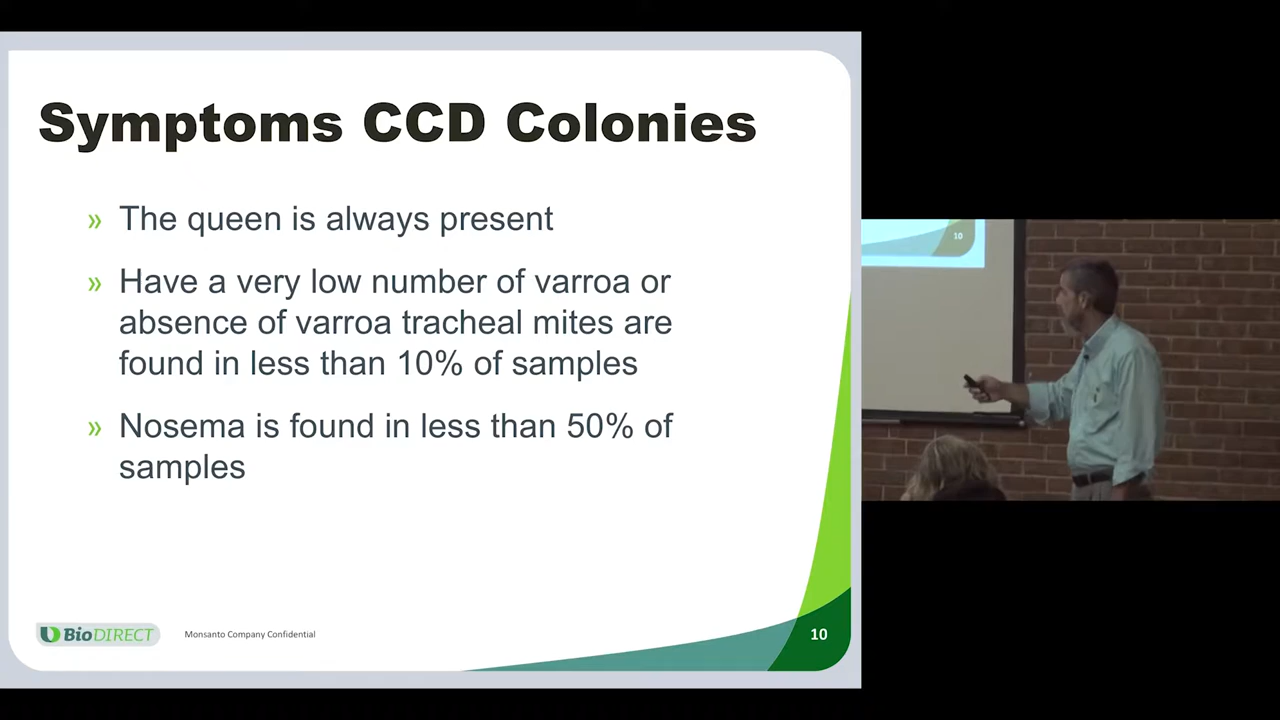 Symptoms CCD Colonies
» The queen is always present
» Have a very low number of varroa or
absence of varroa tracheal mites are
found in less than 10% of samples
» Nosema is found in less than 50% of
samples
BioDIRECT
Monsanto Company Confidential
10
10